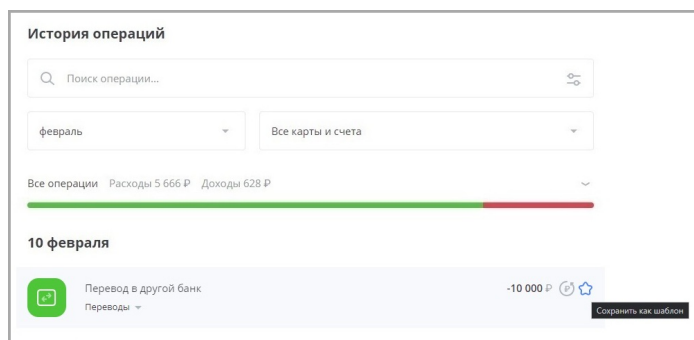 История операций
Поиск операции...
февраль Все карты и счета
Все операции Расходы 5 666 ₽ Доходы 628 ₽
10 февраля
Перевод в другой банк -10 000 ₽
Переводы
Сохранить как шаблон